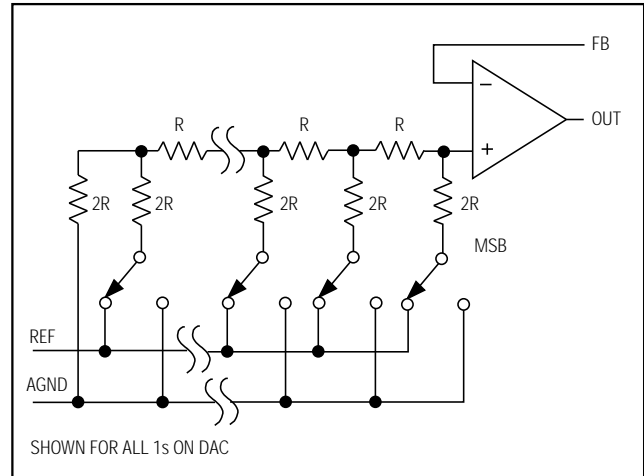 FB
R
R
R
−
+
OUT
2R
2R
2R
2R
2R
MSB
REF
AGND
SHOWN FOR ALL 1s ON DAC